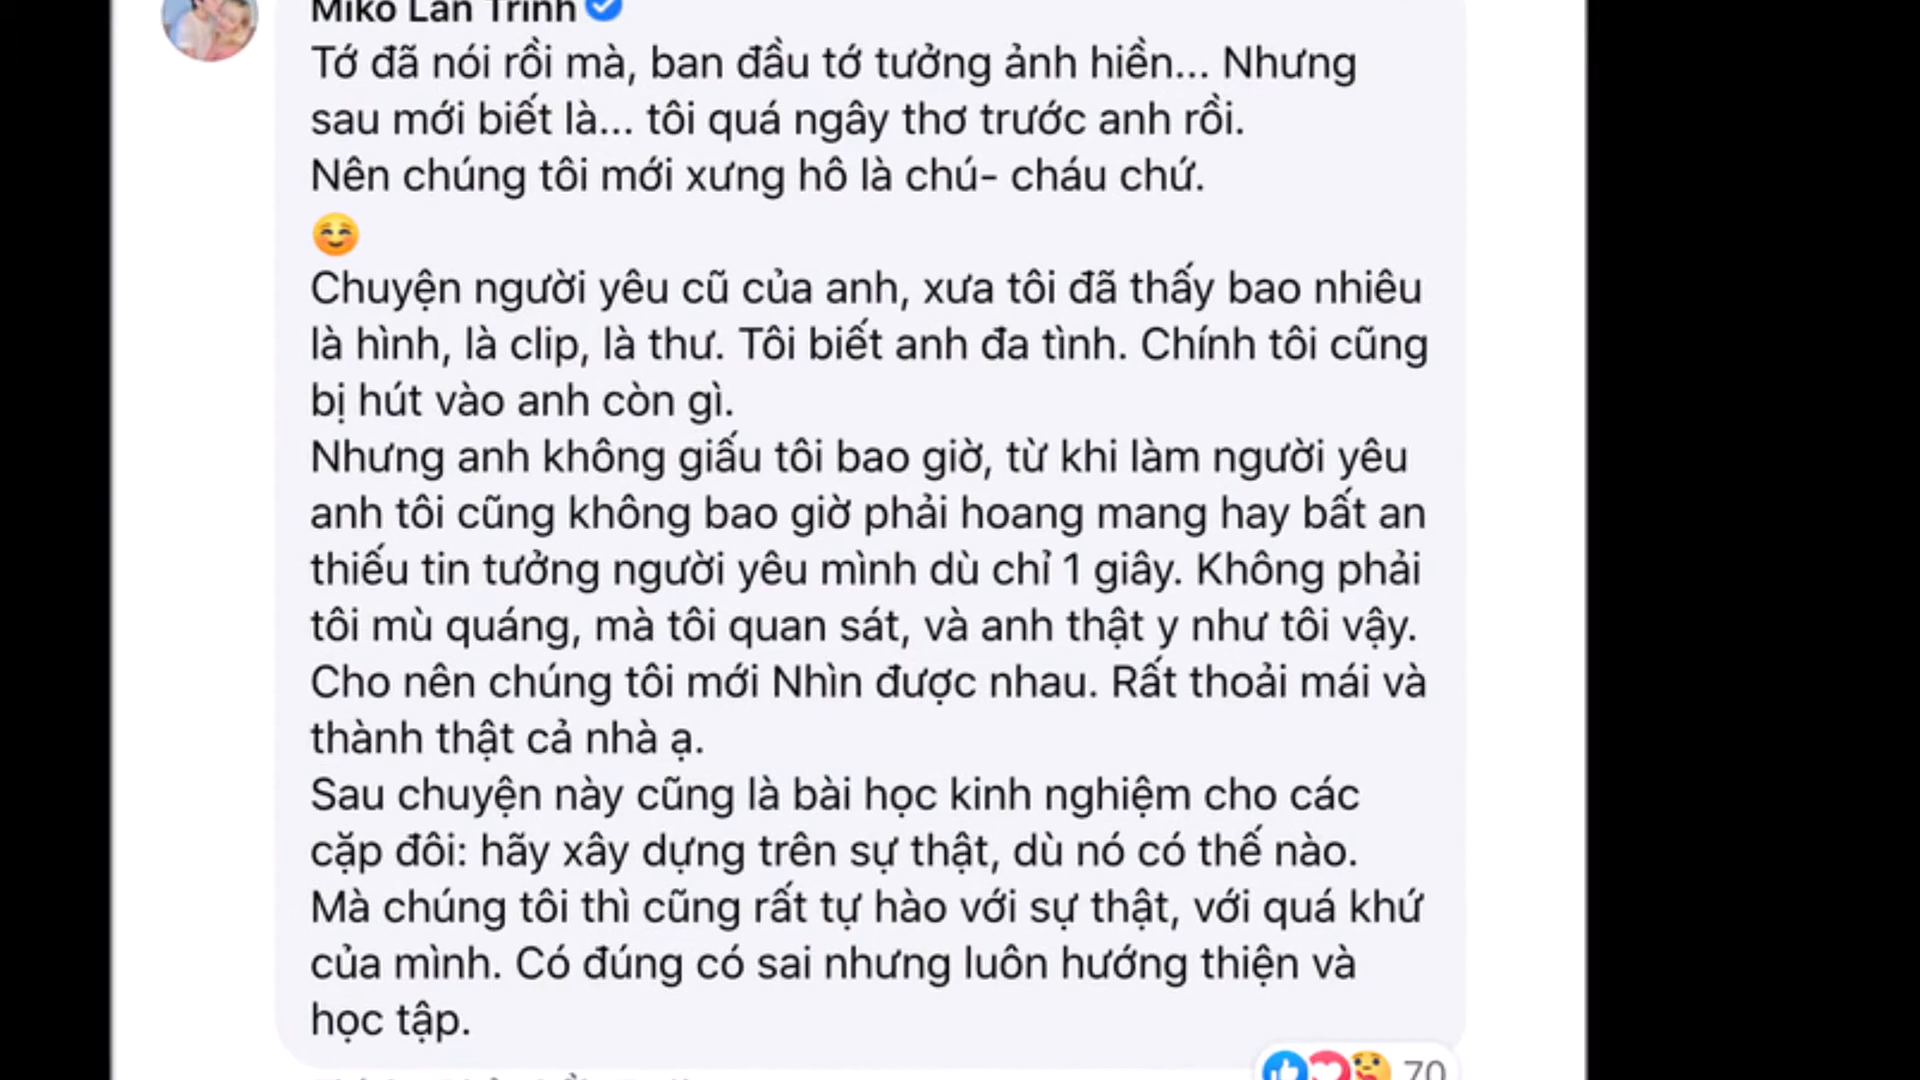 Miko Lan Trinh
Tớ đã nói rồi mà, ban đầu tớ tưởng ảnh hiền... Nhưng
sau mới biết là... tôi quá ngây thơ trước anh rồi.
Nên chúng tôi mới xưng hô là chú- cháu chứ.
☺️
Chuyện người yêu cũ của anh, xưa tôi đã thấy bao nhiêu
là hình, là clip, là thư. Tôi biết anh đa tình. Chính tôi cũng
bị hút vào anh còn gì.
Nhưng anh không giấu tôi bao giờ, từ khi làm người yêu
anh tôi cũng không bao giờ phải hoang mang hay bất an
thiếu tin tưởng người yêu mình dù chỉ 1 giây. Không phải
tôi mù quáng, mà tôi quan sát, và anh thật y như tôi vậy.
Cho nên chúng tôi mới Nhìn được nhau. Rất thoải mái và
thành thật cả nhà ạ.
Sau chuyện này cũng là bài học kinh nghiệm cho các
cặp đôi: hãy xây dựng trên sự thật, dù nó có thế nào.
Mà chúng tôi thì cũng rất tự hào với sự thật, với quá khứ
của mình. Có đúng có sai nhưng luôn hướng thiện và
học tập.
70